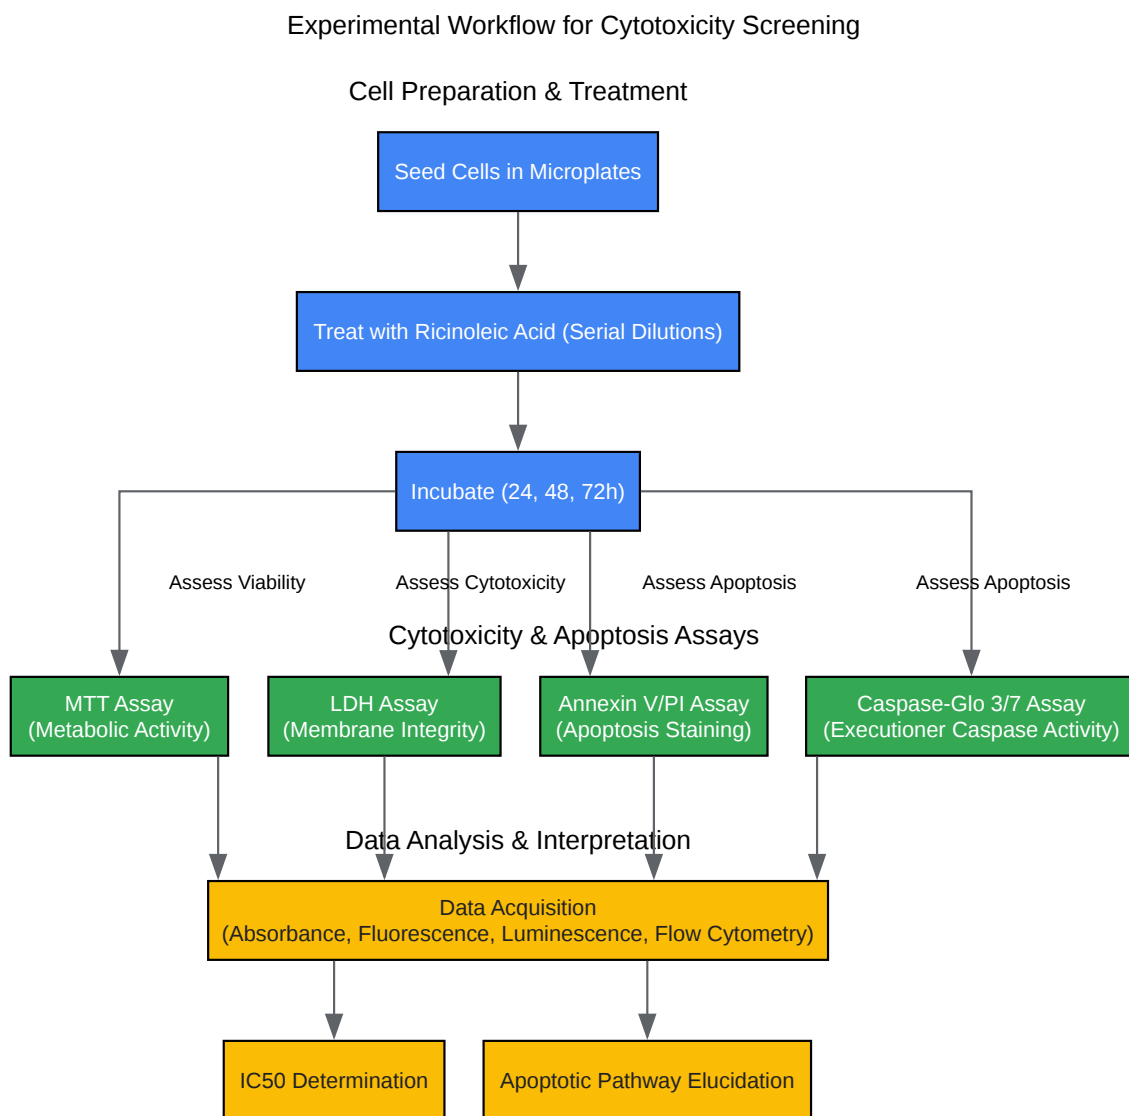 Experimental Workflow for Cytotoxicity Screening
Cell Preparation & Treatment
Seed Cells in Microplates
Treat with Ricinoleic Acid (Serial Dilutions)
Incubate (24, 48, 72h)
Assess Viability
Assess Cytotoxicity
Assess Apoptosis
Assess Apoptosis
Cytotoxicity & Apoptosis Assays
MTT Assay
(Metabolic Activity)
LDH Assay
(Membrane Integrity)
Annexin V/PI Assay
(Apoptosis Staining)
Caspase-Glo 3/7 Assay
(Executioner Caspase Activity)
Data Analysis & Interpretation
Data Acquisition
(Absorbance, Fluorescence, Luminescence, Flow Cytometry)
IC50 Determination
Apoptotic Pathway Elucidation